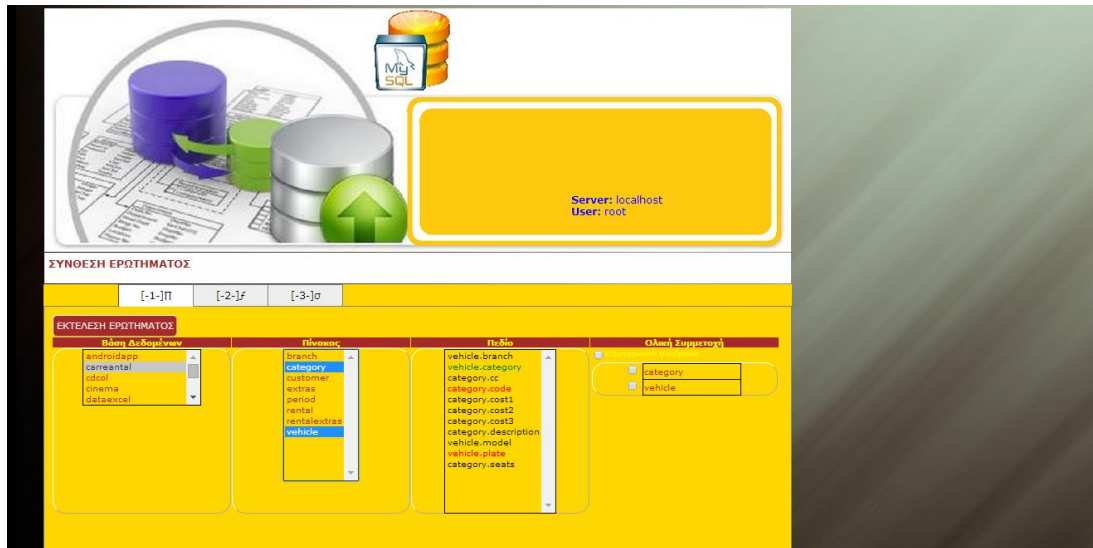 My
SQL
Server: localhost
User: root
ΣΥΝΘΕΣΗ ΕΡΩΤΗΜΑΤΟΣ
[-1-]Π
[-2-]ƒ
[-3-]σ
ΕΚΤΕΛΕΣΗ ΕΡΩΤΗΜΑΤΟΣ
Βάση Δεδομένων
androidapp
carreantal
cdcol
cinema
dataexcel
Πίνακας
branch
category
customer
extras
period
rental
rentalextras
vehicle
Πεδίο
vehicle.branch
vehicle.category
category.cc
category.code
category.cost1
category.cost2
category.cost3
category.description
vehicle.model
vehicle.plate
category.seats
Ολική Συμμετοχή
Καρτεσιανό γινόμενο
category
vehicle